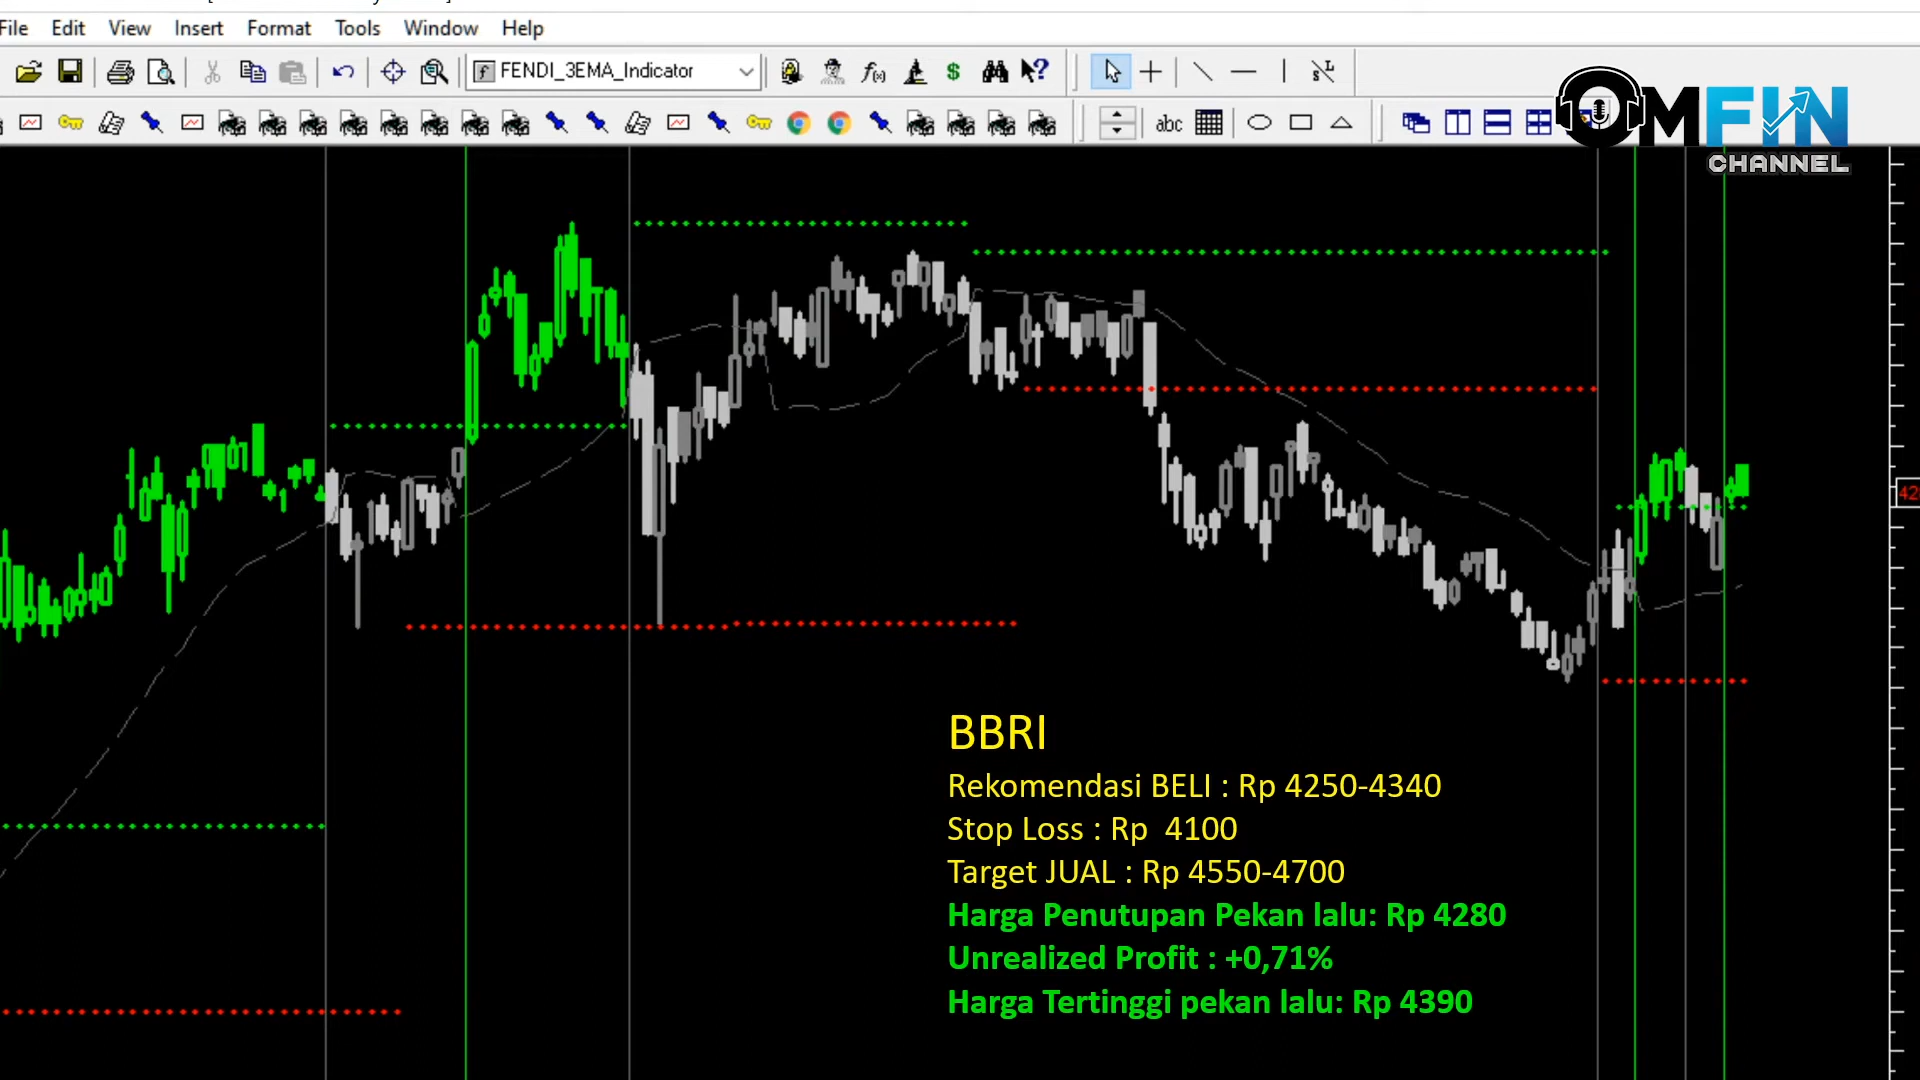 File Edit View Insert Format Tools Window Help
FENDI_3EMA_Indicator
abc
OMFIN
CHANNEL
42
BBRI
Rekomendasi BELI : Rp 4250-4340
Stop Loss : Rp 4100
Target JUAL : Rp 4550-4700
Harga Penutupan Pekan lalu: Rp 4280
Unrealized Profit : +0,71%
Harga Tertinggi pekan lalu: Rp 4390